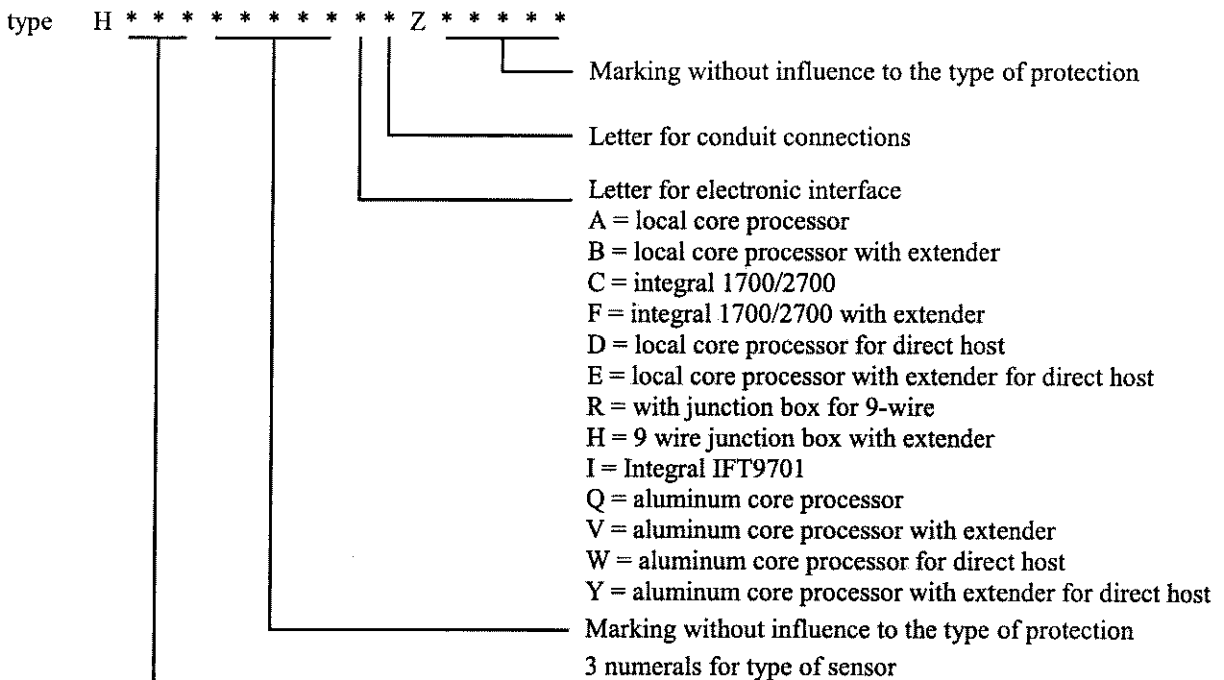 type H * * * * * * * * * * Z * * * * *
Marking without influence to the type of protection
Letter for conduit connections
Letter for electronic interface
A = local core processor
B = local core processor with extender
C = integral 1700/2700
F = integral 1700/2700 with extender
D = local core processor for direct host
E = local core processor with extender for direct host
R = with junction box for 9-wire
H = 9 wire junction box with extender
I = Integral IFT9701
Q = aluminum core processor
V = aluminum core processor with extender
W = aluminum core processor for direct host
Y = aluminum core processor with extender for direct host
Marking without influence to the type of protection
3 numerals for type of sensor